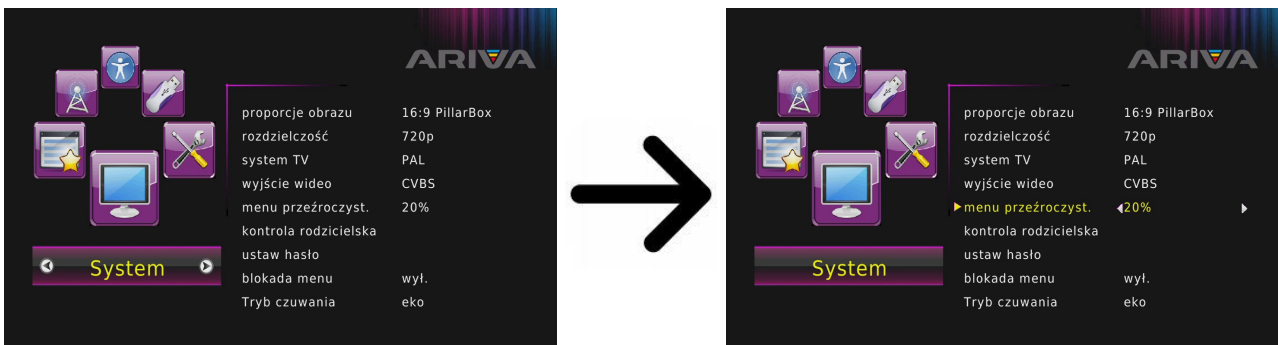 ARIVA
proporcje obrazu 16:9 PillarBox
rozdzielczość 720p
system TV PAL
wyjście wideo CVBS
menu przeźroczyst. 20%
kontrola rodzicielska
ustaw hasło
blokada menu wył.
Tryb czuwania eko
System
ARIVA
proporcje obrazu 16:9 PillarBox
rozdzielczość 720p
system TV PAL
wyjście wideo CVBS
menu przeźroczyst. 20%
kontrola rodzicielska
ustaw hasło
blokada menu wył.
Tryb czuwania eko
System